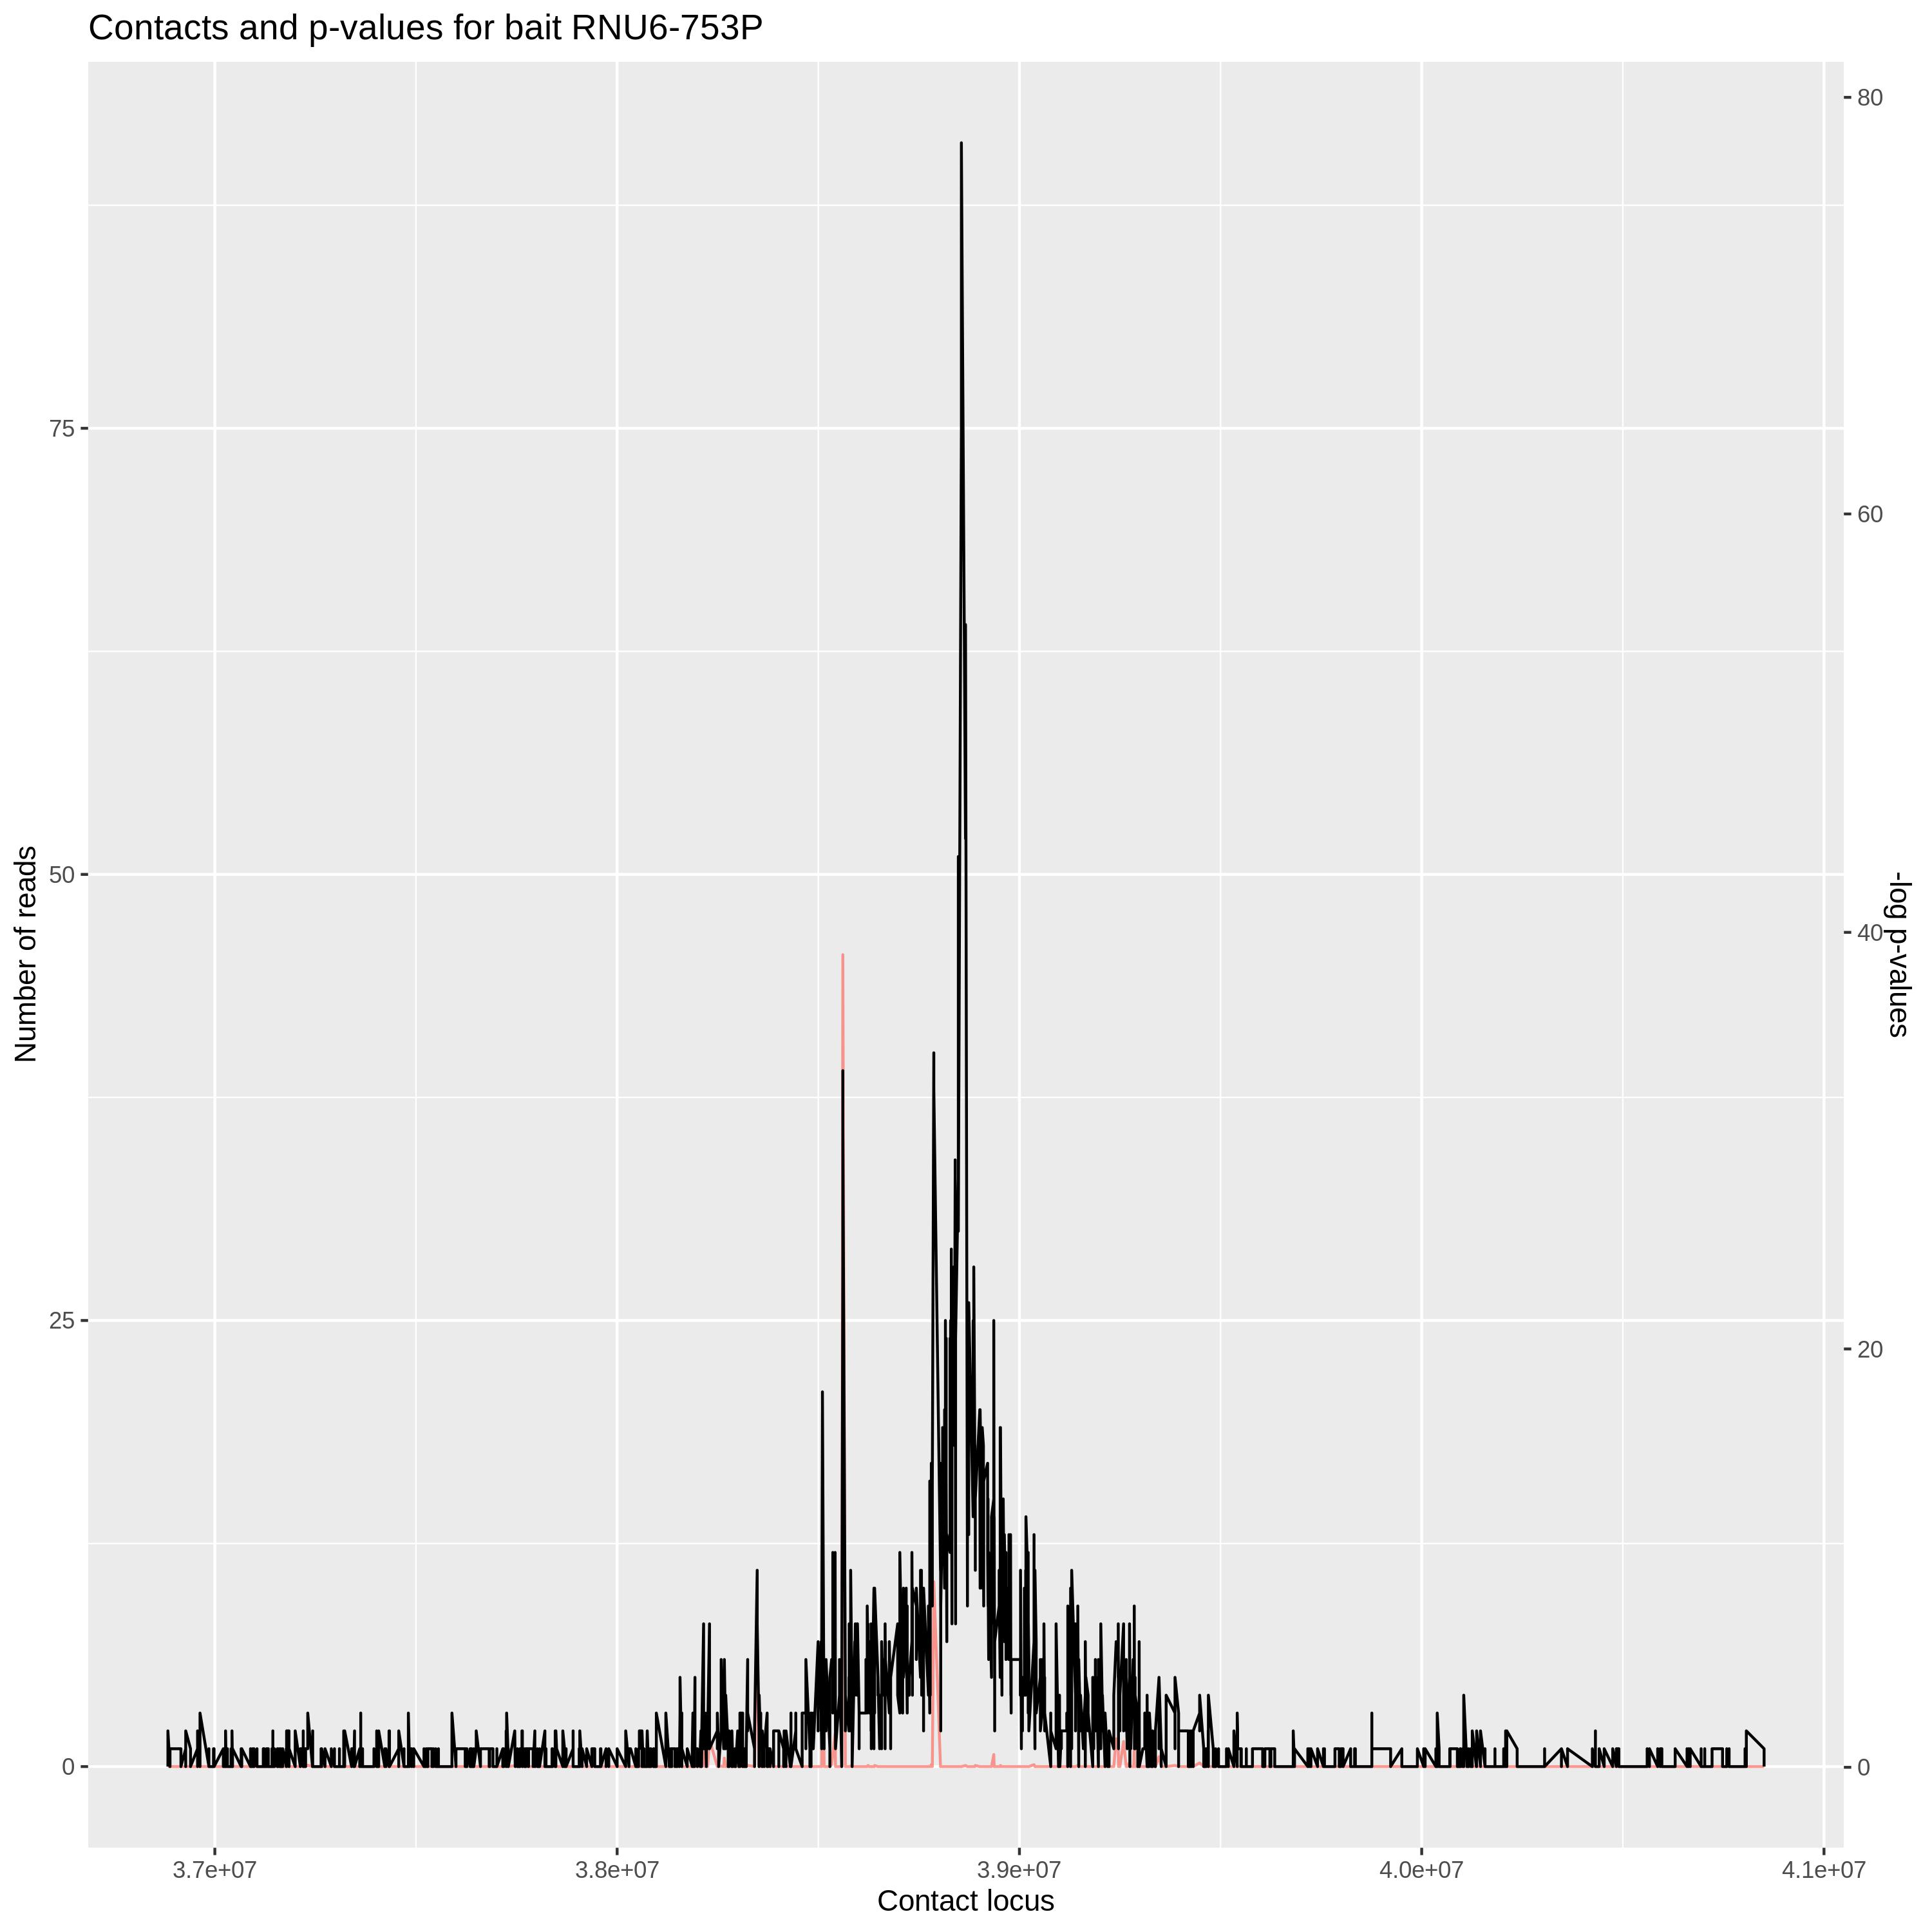 Contacts and p-values for bait RNU6-753P
80
75
60
50
40
25
20
0
0
Number of reads
-log p-values
3.7e+07
3.8e+07
3.9e+07
4.0e+07
4.1e+07
Contact locus